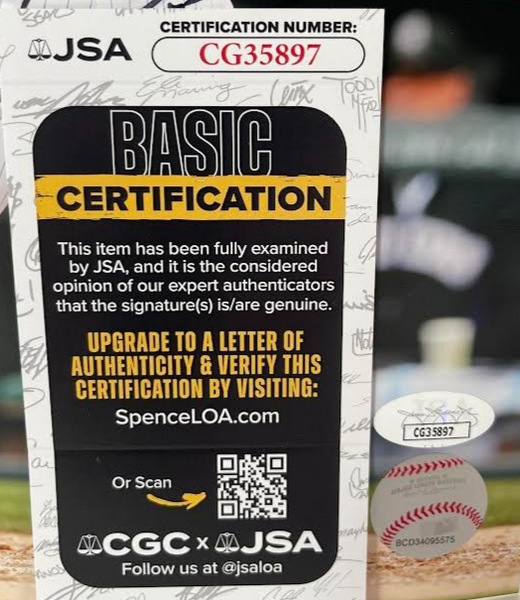 CERTIFICATION NUMBER:
JSA
CG35897
BASIC
CERTIFICATION
This item has been fully examined
by JSA, and it is the considered
opinion of our expert authenticators
that the signature(s) is/are genuine.
UPGRADE TO A LETTER OF
AUTHENTICITY & VERIFY THIS
CERTIFICATION BY VISITING:
SpenceLOA.com
Or Scan
CGC x JSA
Follow us at @jsaloa
CG35897
BCD34095575